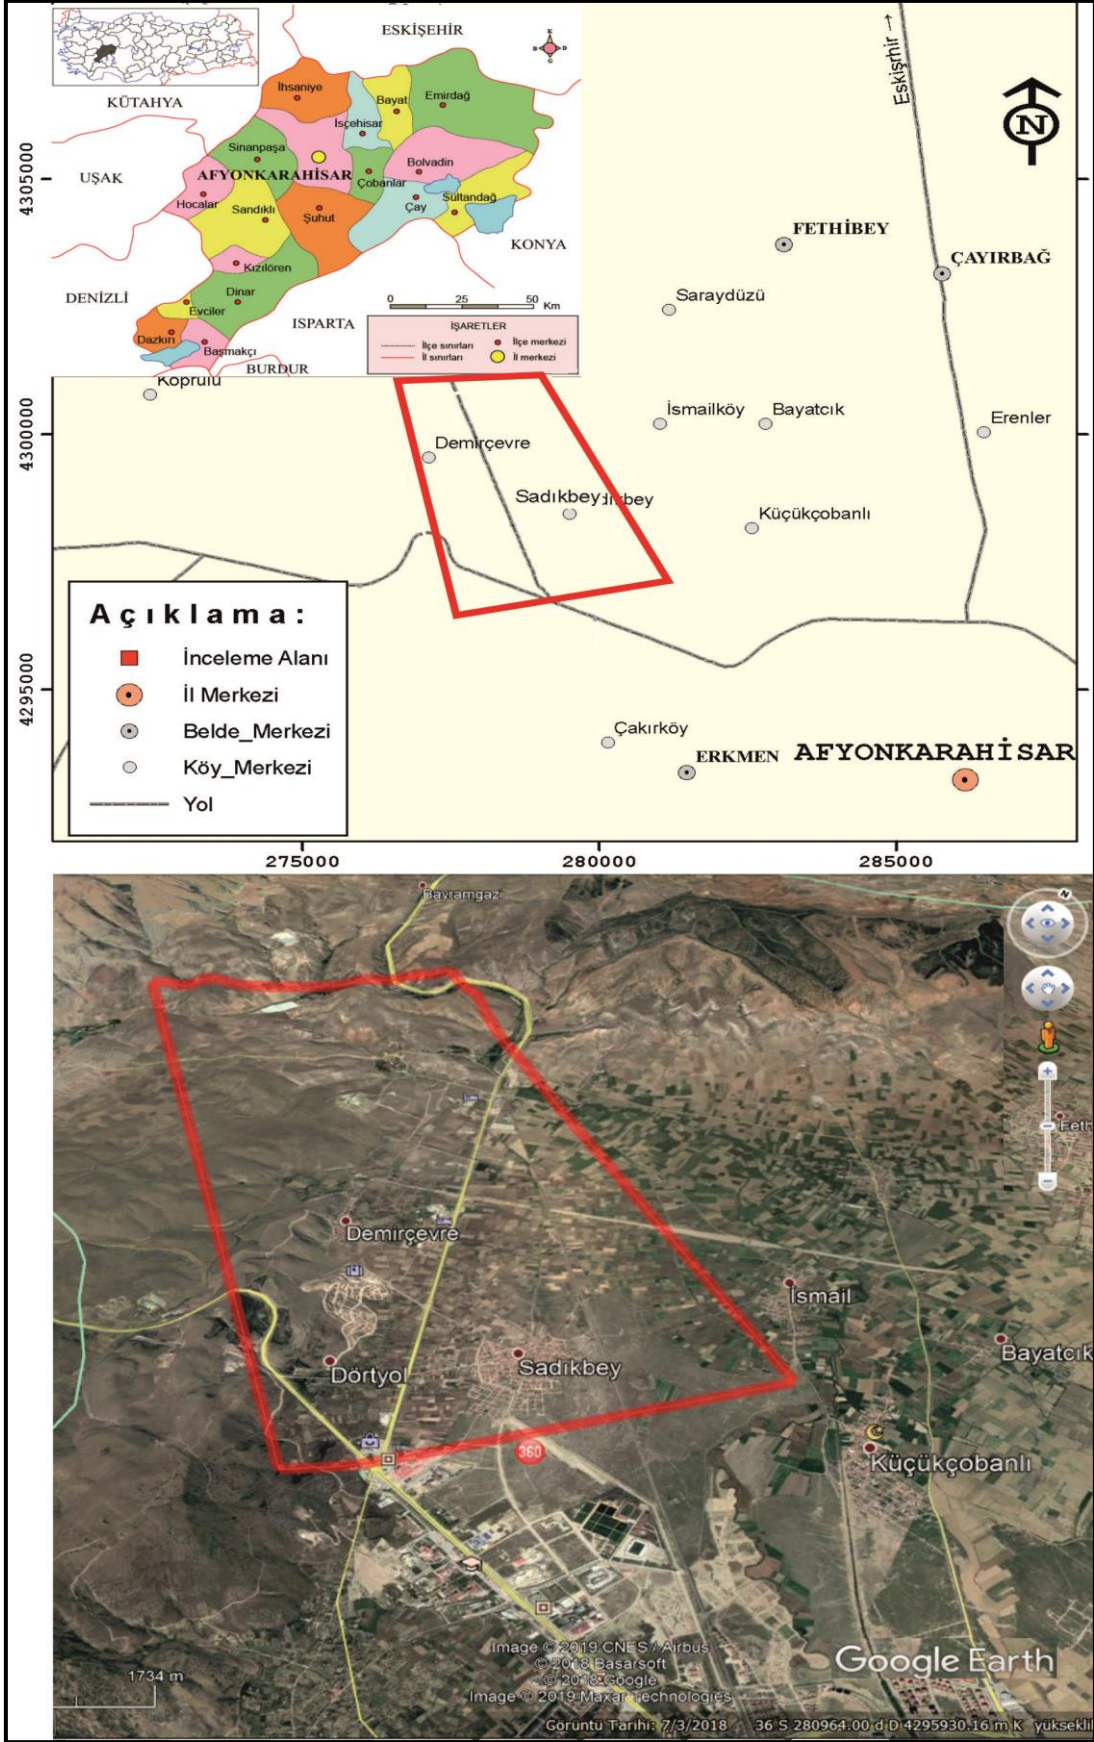 ESKİŞEHİR
KÜTAHYA
UŞAK
DENİZLİ
ISPARTA
BURDUR
KONYA
K
B D
İhsaniye
Bayat
Emirdağ
İsçehisar
Sinanpaşa
AFYONKARAHİSAR
Bolvadin
Çobanlar
Hocalar
Sandıklı
Şuhut
Çay
Sultandağ
Kızılören
Dinar
Evciler
Dazkırı
Başmakçı
0 25 50 Km
İŞARETLER
İlçe sınırları
İlçe merkezi
İl sınırları
İl merkezi
Eskişrhir →
N
4305000
4300000
4295000
FETHİBEY
ÇAYIRBAĞ
Saraydüzü
Köprülü
İsmailköy
Bayatcık
Erenler
Demirçevre
Sadıkbey
Küçükçobanlı
Açıklama:
İnceleme Alanı
İl Merkezi
Belde_Merkezi
Köy_Merkezi
Yol
Çakırköy
ERKMEN
AFYONKARAHİSAR
275000
280000
285000
Bayramgazi
N
Feth
Demirçevre
İsmail
Bayatcık
Dörtyol
Sadıkbey
360
Küçükçobanlı
Image © 2019 CNES / Airbus
© 2018 Basarsoft
© 2018 Google
Image © 2019 Maxar Technologies
Google Earth
1734 m
Görüntü Tarihi: 7/3/2018 36 S 280964.00 d D 4295930.16 m K yüksekli